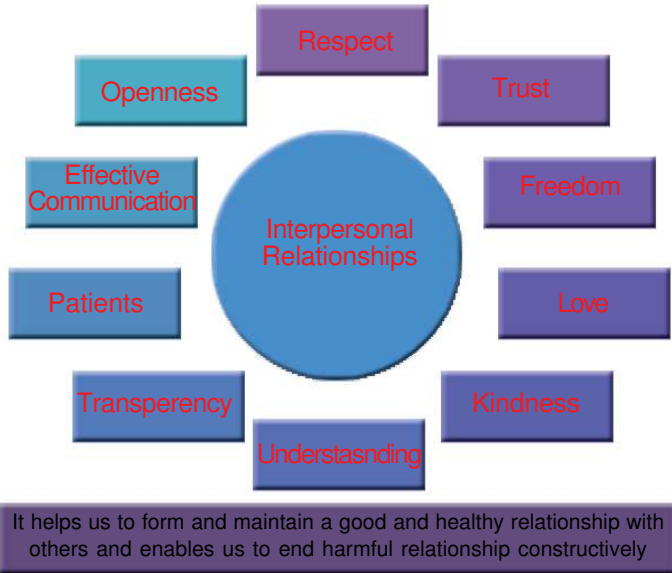 Respect
Openness
Trust
Effective
Communication
Freedom
Interpersonal
Relationships
Patients
Love
Transperency
Kindness
Understasnding
It helps us to form and maintain a good and healthy relationship with
others and enables us to end harmful relationship constructively